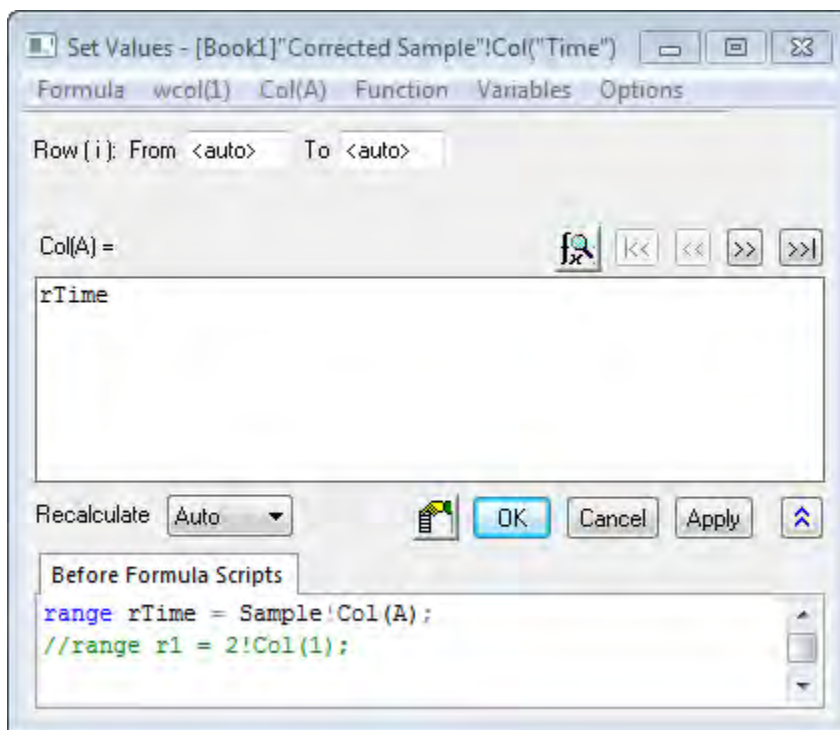 Set Values - [Book1]"Corrected Sample"!Col("Time")
Formula wcol(1) Col(A) Function Variables Options
Row ( i ): From <auto> To <auto>
Col(A) =
fx |<< << >> >>|
rTime
Recalculate Auto OK Cancel Apply
Before Formula Scripts
range rTime = Sample!Col(A);
//range r1 = 2!Col(1);